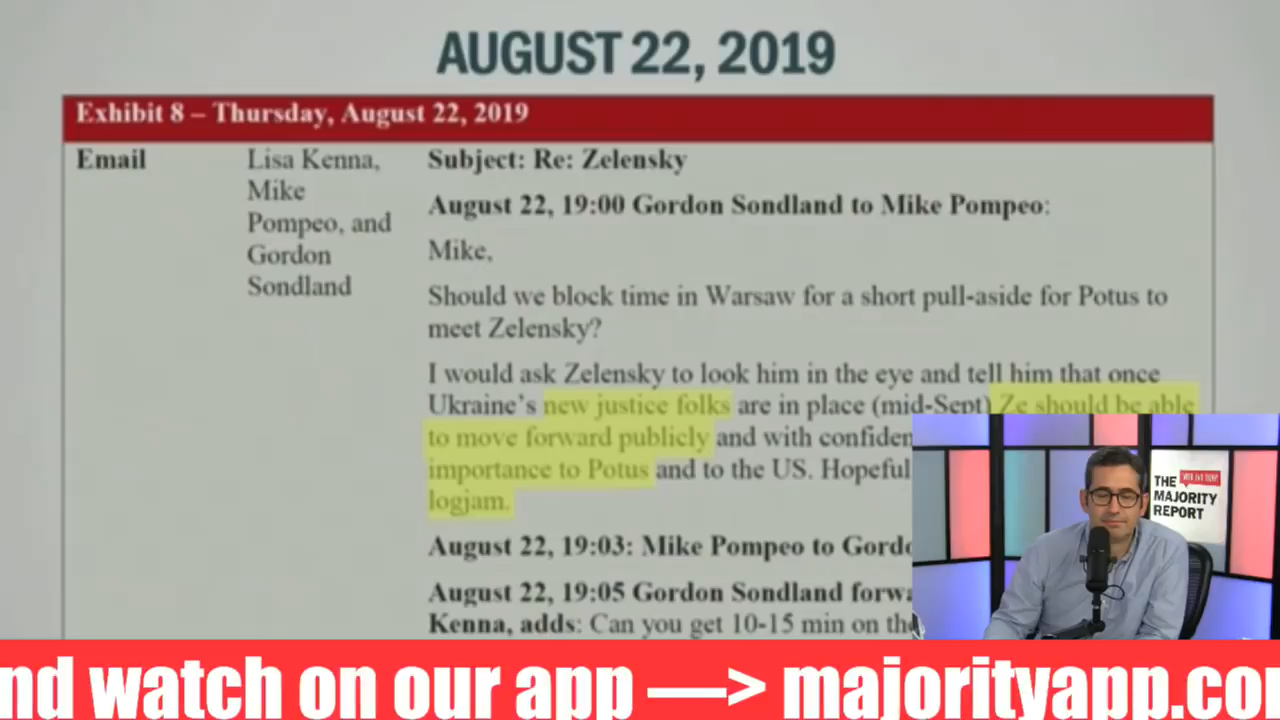 AUGUST 22, 2019
Exhibit 8 – Thursday, August 22, 2019
Email
Lisa Kenna,
Mike
Pompeo, and
Gordon
Sondland
Subject: Re: Zelensky
August 22, 19:00 Gordon Sondland to Mike Pompeo:
Mike,
Should we block time in Warsaw for a short pull-aside for Potus to
meet Zelensky?
I would ask Zelensky to look him in the eye and tell him that once
Ukraine's new justice folks are in place (mid-Sept) Ze should be able
to move forward publicly and with confiden
importance to Potus and to the US. Hopeful
logjam.
August 22, 19:03: Mike Pompeo to Gordo
August 22, 19:05 Gordon Sondland forwa
Kenna, adds: Can you get 10-15 min on the
THE
MAJORITY
REPORT
nd watch on our app —> majorityapp.com